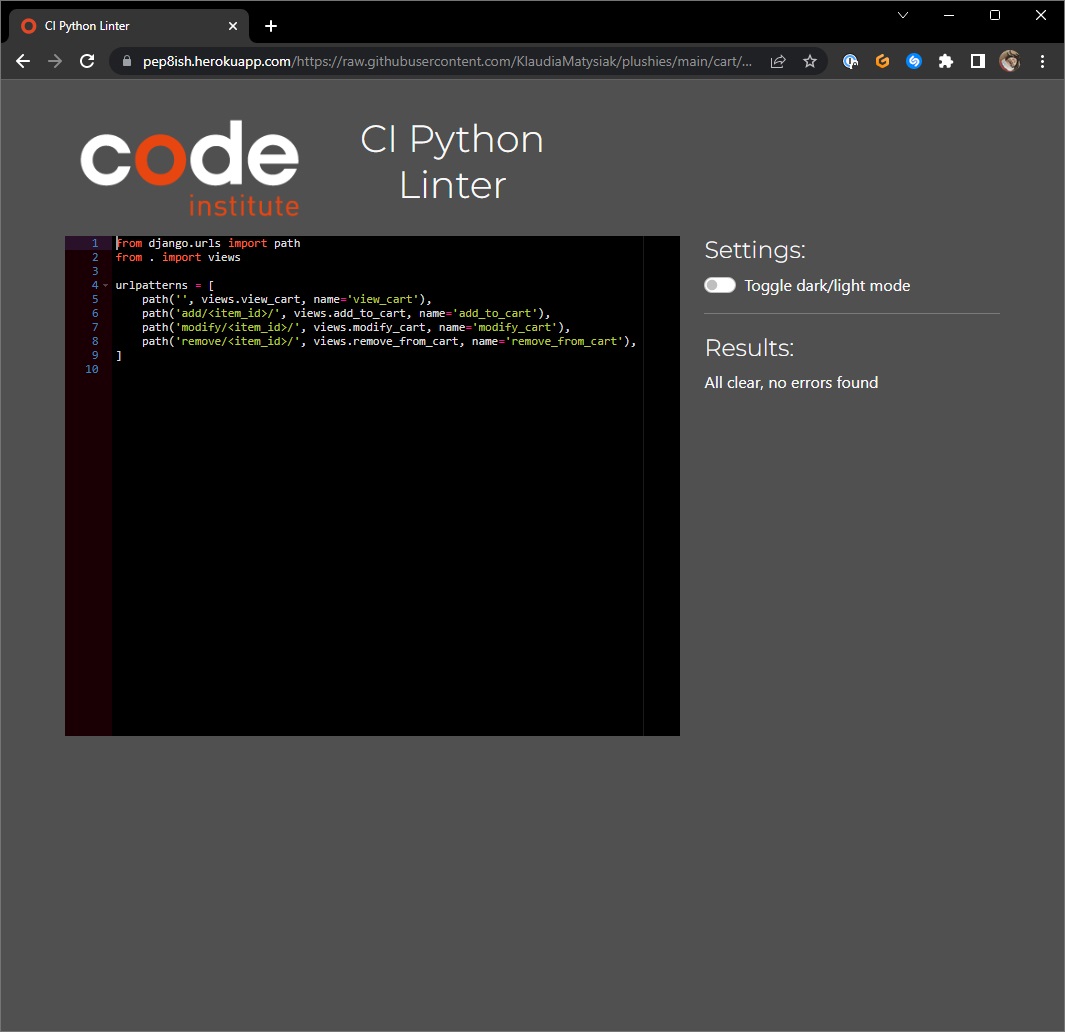 CI Python Linter
pep8ish.herokuapp.com/https://raw.githubusercontent.com/KlaudiaMatysiak/plushies/main/cart/...
code
institute
CI Python
Linter
1 from django.urls import path
2 from . import views
3
4 urlpatterns = [
5     path('', views.view_cart, name='view_cart'),
6     path('add/<item_id>/', views.add_to_cart, name='add_to_cart'),
7     path('modify/<item_id>/', views.modify_cart, name='modify_cart'),
8     path('remove/<item_id>/', views.remove_from_cart, name='remove_from_cart'),
9 ]
10
Settings:
Toggle dark/light mode
Results:
All clear, no errors found